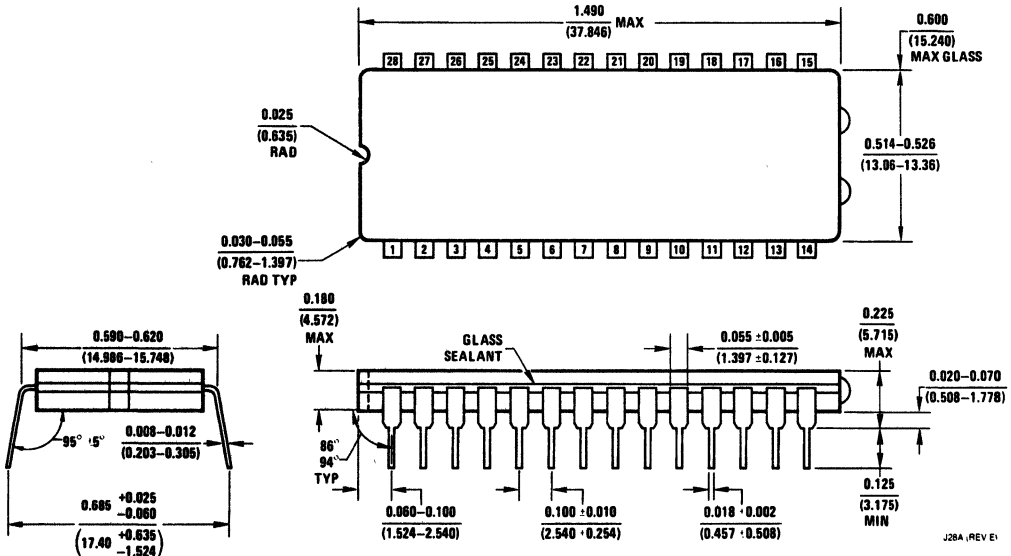 1.490
(37.846)
MAX
0.600
(15.240)
MAX GLASS
28 27 26 25 24 23 22 21 20 19 18 17 16 15
0.025
(0.635)
RAD
0.514–0.526
(13.06–13.36)
0.030–0.055
(0.762–1.397)
RAD TYP
1 2 3 4 5 6 7 8 9 10 11 12 13 14
0.180
(4.572)
MAX
0.590–0.620
(14.986–15.748)
GLASS
SEALANT
0.055 ±0.005
(1.397 ±0.127)
0.225
(5.715)
MAX
0.020–0.070
(0.508–1.778)
95° ±5°
0.008–0.012
(0.203–0.305)
86°
94°
TYP
0.685 +0.025
-0.060
(17.40 +0.635
-1.524)
0.060–0.100
(1.524–2.540)
0.100 ±0.010
(2.540 ±0.254)
0.018 ±0.002
(0.457 ±0.508)
0.125
(3.175)
MIN
J28A (REV E)